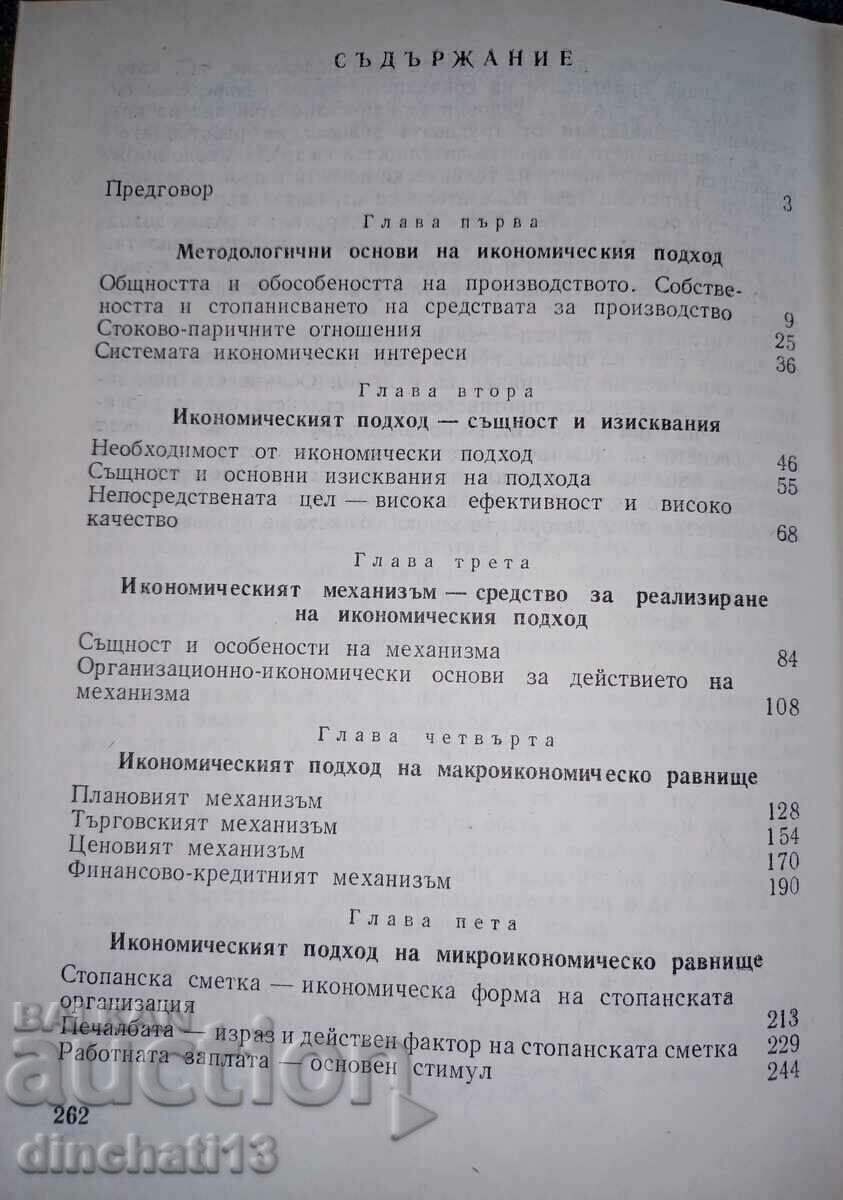 СЪДЪРЖАНИЕ
Предговор 3
Глава първа
Методологични основи на икономическия подход
Общността и обособеността на производството. Собстве-
ността и стопанисването на средствата за производство 9
Стоково-паричните отношения 25
Системата икономически интереси 36
Глава втора
Икономическият подход — същност и изисквания
Необходимост от икономически подход 46
Същност и основни изисквания на подхода 55
Непосредствената цел — висока ефективност и високо
качество 68
Глава трета
Икономическият механизъм — средство за реализиране
на икономическия подход
Същност и особености на механизма 84
Организационно-икономически основи за действието на
механизма 108
Глава четвърта
Икономическият подход на макроикономическо равнище
Плановият механизъм 128
Търговският механизъм 154
Ценовият механизъм 170
Финансово-кредитният механизъм 190
Глава пета
Икономическият подход на микроикономическо равнище
Стопанска сметка — икономическа форма на стопанската
организация 213
Печалбата — израз и действен фактор на стопанската сметка 229
Работната заплата — основен стимул 244
262
BALKAN
auction
dinchati13